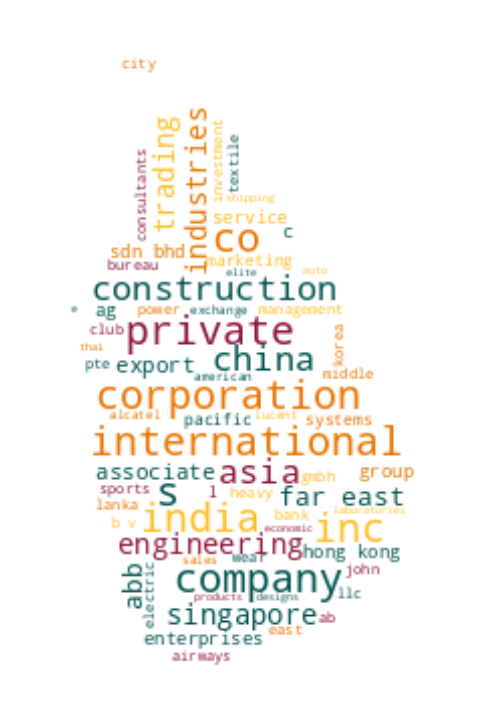 city
consultants
trading
industries
investment
textile
shipping
service
co
c
sdn bhd
bureau
marketing
elite
auto
construction
e
ag
power
exchange
management
club
private
korea
thai
pte
export
china
american
middle
corporation
alcatel
pacific
lucent
systems
international
associate
asia
gmbh
group
sports
s
l
heavy
far east
lanka
b v
india
bank
laboratories
inc
economic
engineering
hong kong
sales
wear
abb
electric
company
john
products
designs
llc
singapore
ab
enterprises
east
airways